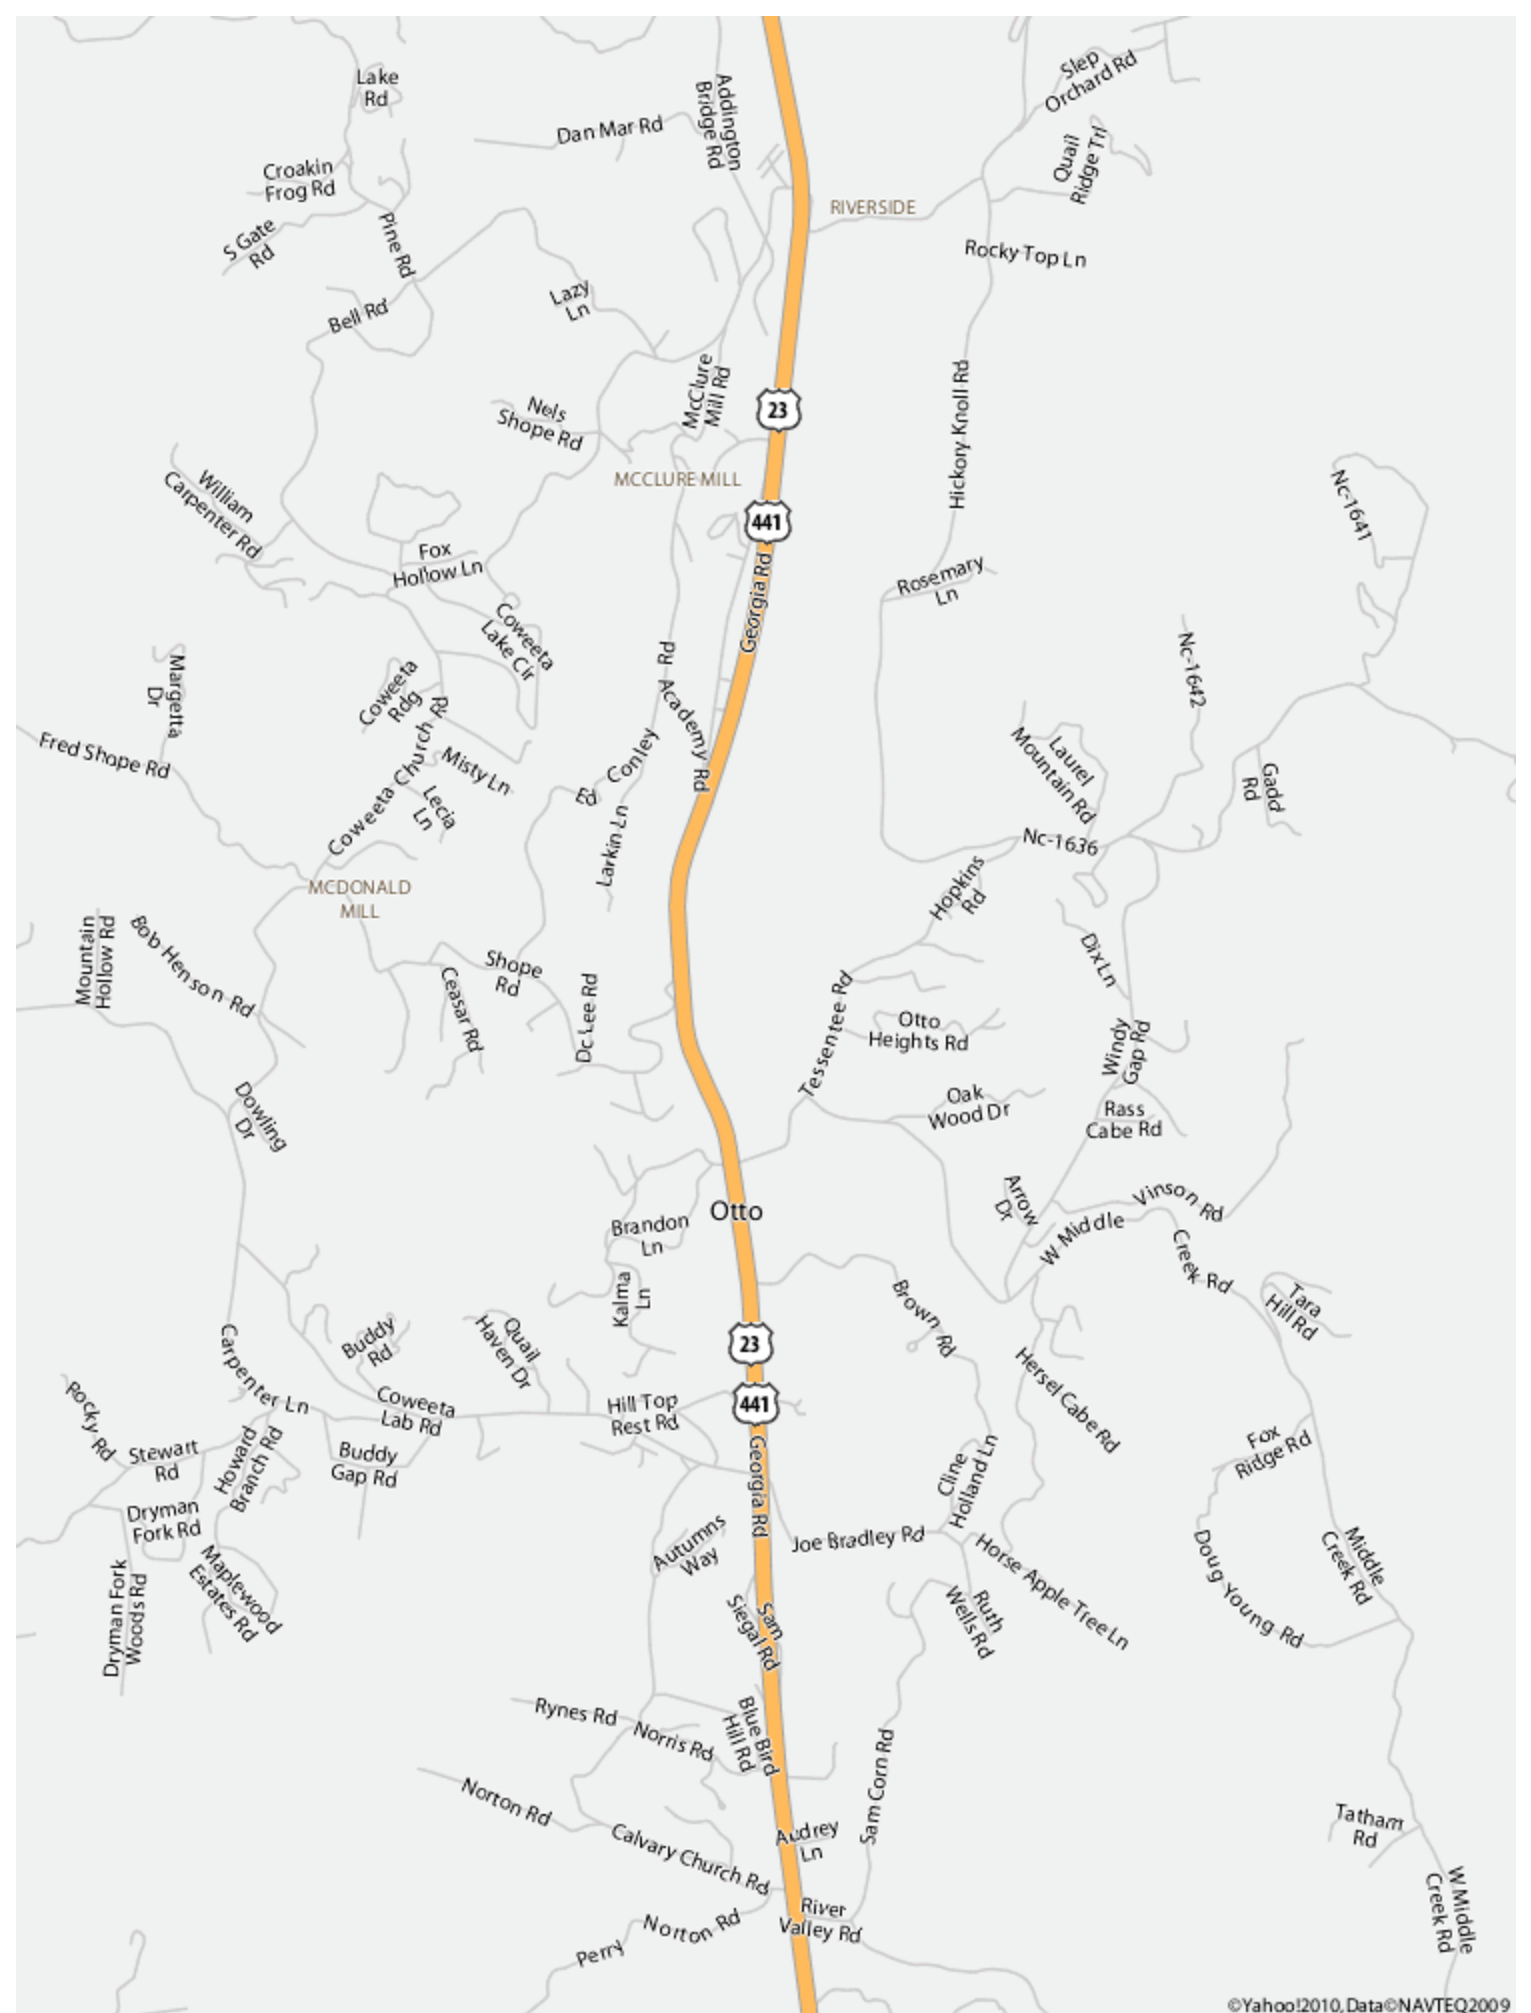 Lake
Rd
Addington
Bridge Rd
Slep
Orchard Rd
Dan Mar Rd
Quail
Ridge Trl
Croakin
Frog Rd
RIVERSIDE
S Gate
Rd
Pine Rd
Rocky Top Ln
Lazy
Ln
Bell Rd
McClure
Mill Rd
23
Hickory Knoll Rd
Nels
Shope Rd
MCCLURE MILL
William
Carpenter Rd
441
Nc-1641
Fox
Hollow Ln
Georgia Rd
Rosemary
Ln
Coweeta
Lake Cir
Nc-1642
Margetta
Dr
Coweeta
Rdg
Academy Rd
Fred Shope Rd
Misty Ln
Ed Conley Rd
Laurel
Mountain Rd
Gadd
Rd
Coweeta Church Rd
Lecia
Ln
Larkin Ln
Nc-1636
MCDONALD
MILL
Hopkins
Rd
Mountain
Hollow Rd
Bob Henson Rd
Shope
Rd
Dix Ln
Ceasar Rd
Dc Lee Rd
Tessentee Rd
Otto
Heights Rd
Windy
Gap Rd
Dowling
Dr
Oak
Wood Dr
Rass
Cabe Rd
Otto
Brandon
Ln
Arrow
Dr
Vinson Rd
W Middle
Creek Rd
Kalma
Ln
Brown Rd
Tara
Hill Rd
Buddy
Rd
Quail
Haven Dr
23
Carpenter Ln
Hersel Cabe Rd
Rocky Rd
Coweeta
Lab Rd
Hill Top
Rest Rd
441
Stewart
Rd
Howard
Branch Rd
Buddy
Gap Rd
Georgia Rd
Cline
Holland Ln
Fox
Ridge Rd
Dryman
Fork Rd
Autumns
Way
Joe Bradley Rd
Horse Apple Tree Ln
Doug Young Rd
Middle
Creek Rd
Dryman Fork
Woods Rd
Maplewood
Estates Rd
Sam
Siegal Rd
Ruth
Wells Rd
Rynes Rd
Norris Rd
Blue Bird
Hill Rd
Sam Corn Rd
Norton Rd
Calvary Church Rd
Audrey
Ln
Tatham
Rd
River
Valley Rd
W Middle
Creek Rd
Perry Norton Rd
©Yahoo!2010, Data©NAVTEQ2009